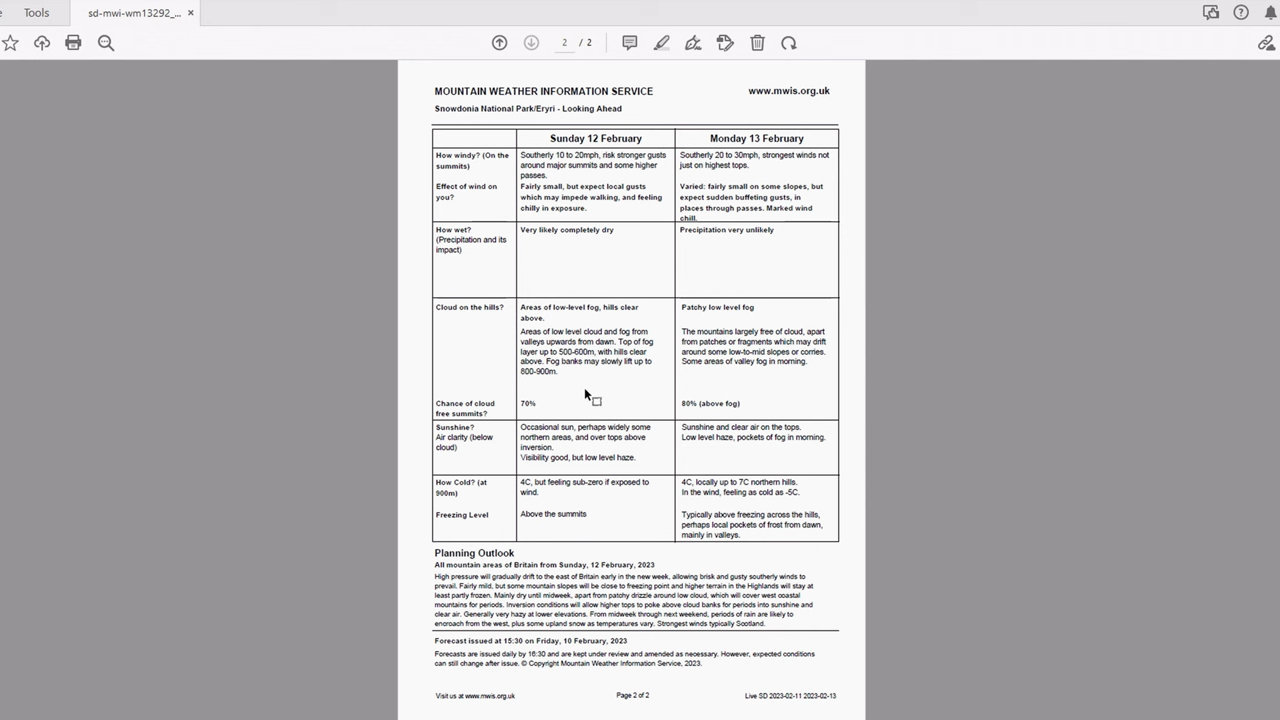 Tools
sd-mwi-wm13292_... ×
2 / 2
MOUNTAIN WEATHER INFORMATION SERVICE
www.mwis.org.uk
Snowdonia National Park/Eryri - Looking Ahead
Sunday 12 February
Monday 13 February
How windy? (On the
summits)
Southerly 10 to 20mph, risk stronger gusts
around major summits and some higher
passes.
Southerly 20 to 30mph, strongest winds not
just on highest tops.
Effect of wind on
you?
Fairly small, but expect local gusts
which may impede walking, and feeling
chilly in exposure.
Varied: fairly small on some slopes, but
expect sudden buffeting gusts, in
places through passes. Marked wind
chill.
How wet?
(Precipitation and its
impact)
Very likely completely dry
Precipitation very unlikely
Cloud on the hills?
Areas of low-level fog, hills clear
above.
Areas of low level cloud and fog from
valleys upwards from dawn. Top of fog
layer up to 500-600m, with hills clear
above. Fog banks may slowly lift up to
800-900m.
Patchy low level fog
The mountains largely free of cloud, apart
from patches or fragments which may drift
around some low-to-mid slopes or corries.
Some areas of valley fog in morning.
Chance of cloud
free summits?
70%
80% (above fog)
Sunshine?
Air clarity (below
cloud)
Occasional sun, perhaps widely some
northern areas, and over tops above
inversion.
Visibility good, but low level haze.
Sunshine and clear air on the tops.
Low level haze, pockets of fog in morning.
How Cold? (at
900m)
4C, but feeling sub-zero if exposed to
wind.
4C, locally up to 7C northern hills.
In the wind, feeling as cold as -5C.
Freezing Level
Above the summits
Typically above freezing across the hills,
perhaps local pockets of frost from dawn,
mainly in valleys.
Planning Outlook
All mountain areas of Britain from Sunday, 12 February, 2023
High pressure will gradually drift to the east of Britain early in the new week, allowing brisk and gusty southerly winds to
prevail. Fairly mild, but some mountain slopes will be close to freezing point and higher terrain in the Highlands will stay at
least partly frozen. Mainly dry until midweek, apart from patchy drizzle around low cloud, which will cover west coastal
mountains for periods. Inversion conditions will allow higher tops to poke above cloud banks for periods into sunshine and
clear air. Generally very hazy at lower elevations. From midweek through next weekend, periods of rain are likely to
encroach from the west, plus some upland snow as temperatures vary. Strongest winds typically Scotland.
Forecast issued at 15:30 on Friday, 10 February, 2023
Forecasts are issued daily by 16:30 and are kept under review and amended as necessary. However, expected conditions
can still change after issue. © Copyright Mountain Weather Information Service, 2023.
Visit us at www.mwis.org.uk
Page 2 of 2
Live SD 2023-02-11 2023-02-13